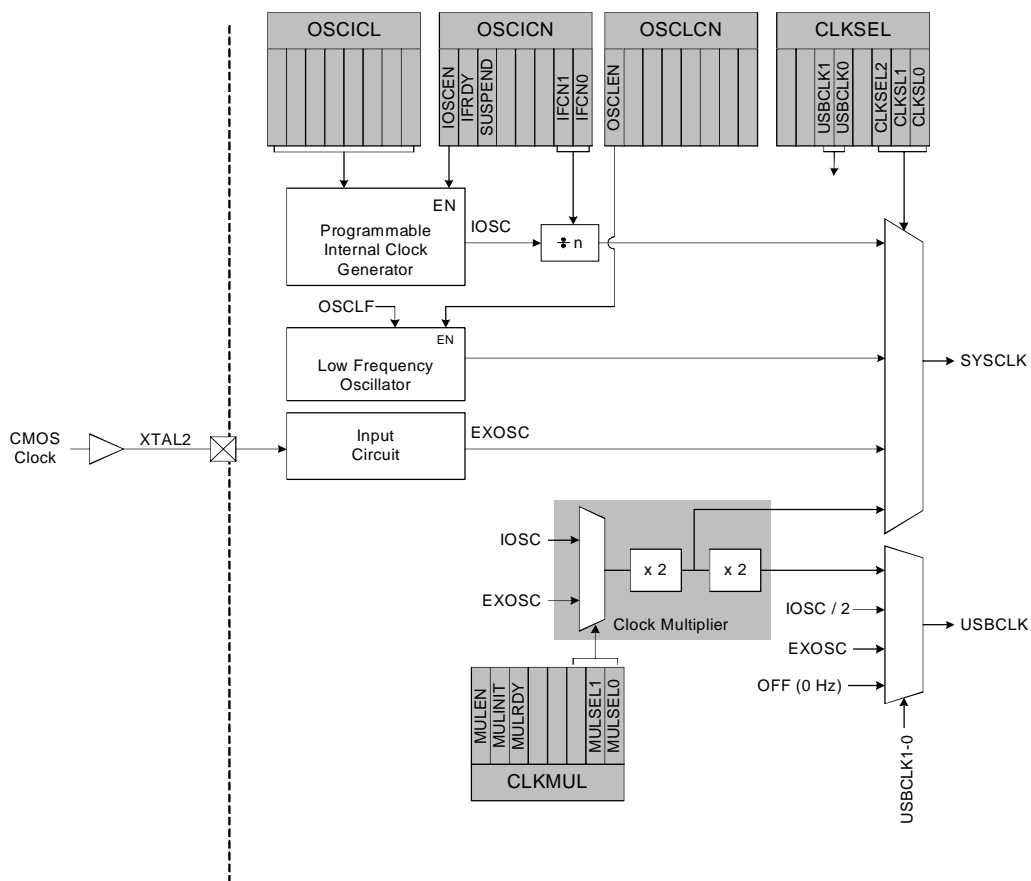 OSCICL
OSCICN
OSCLCN
CLKSEL
IOSCEN
IFRDY
SUSPEND
IFCN1
IFCN0
OSCLEN
USBCLK1
USBCLK0
CLKSEL2
CLKSL1
CLKSL0
EN
Programmable
Internal Clock
Generator
IOSC
÷ n
OSCLF
EN
Low Frequency
Oscillator
SYSCLK
CMOS
Clock
XTAL2
Input
Circuit
EXOSC
IOSC
EXOSC
x 2
x 2
Clock Multiplier
IOSC / 2
EXOSC
OFF (0 Hz)
USBCLK
USBCLK1-0
MULEN
MULINIT
MULRDY
MULSEL1
MULSEL0
CLKMUL